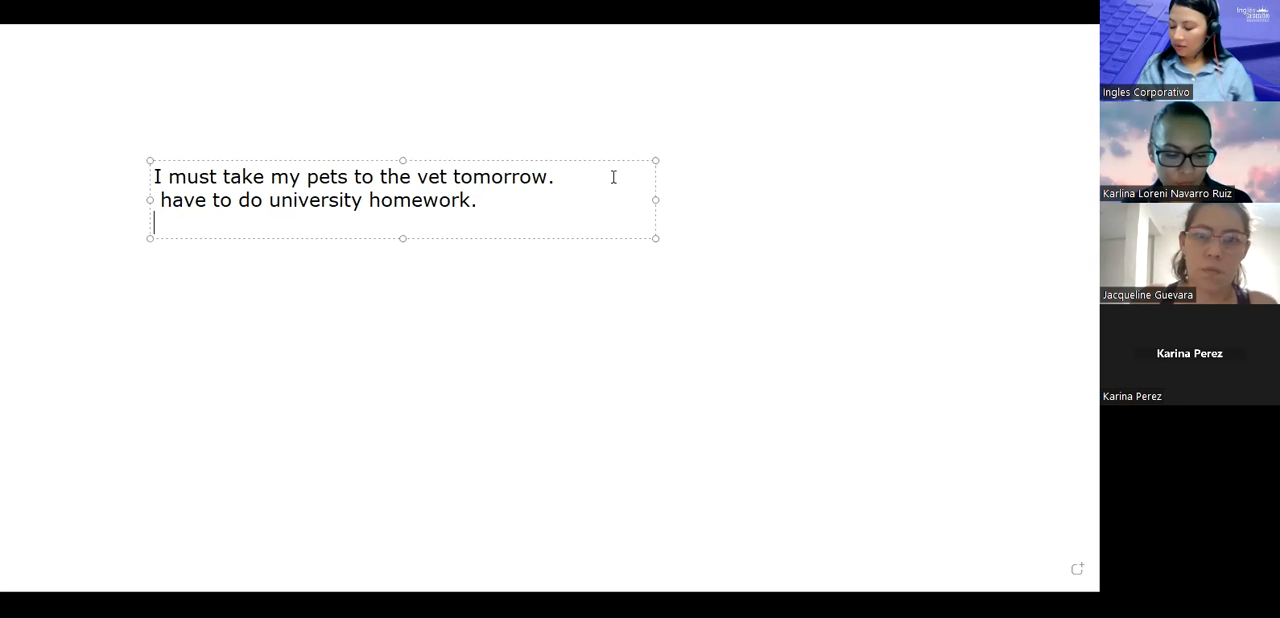 I must take my pets to the vet tomorrow.
have to do university homework.
Ingles Corporativo
Karlina Loreni Navarro Ruiz
Jacqueline Guevara
Karina Perez
Karina Perez